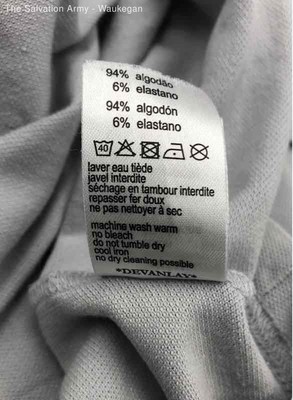 The Salvation Army - Waukegan
94% algodão
6% elastano
94% algodón
6% elastano
40
laver eau tiède
javel interdite
séchage en tambour interdite
repasser fer doux
ne pas nettoyer à sec
machine wash warm
no bleach
do not tumble dry
cool iron
no dry cleaning possible
*DEVANLAY*